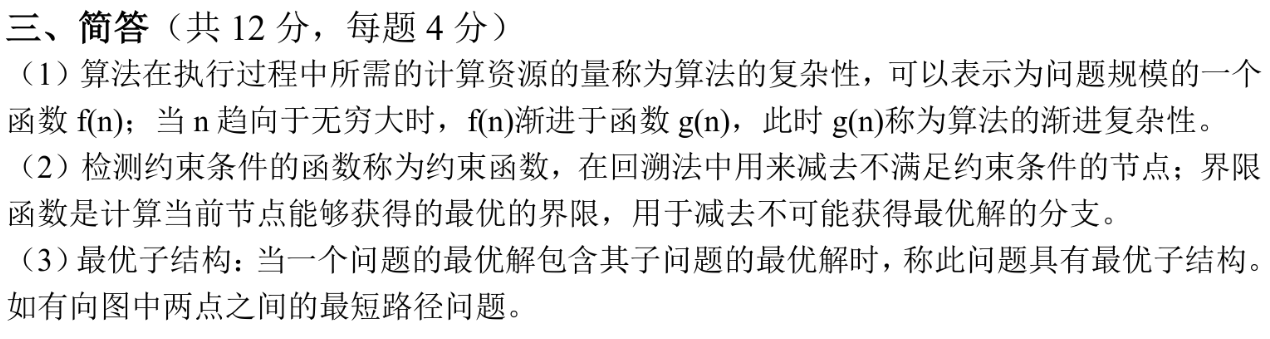 三、简答（共 12 分，每题 4 分）
（1）算法在执行过程中所需的计算资源的量称为算法的复杂性，可以表示为问题规模的一个
函数 f(n)；当 n 趋向于无穷大时，f(n)渐进于函数 g(n)，此时 g(n)称为算法的渐进复杂性。
（2）检测约束条件的函数称为约束函数，在回溯法中用来减去不满足约束条件的节点；界限
函数是计算当前节点能够获得的最优的界限，用于减去不可能获得最优解的分支。
（3）最优子结构：当一个问题的最优解包含其子问题的最优解时，称此问题具有最优子结构。
如有向图中两点之间的最短路径问题。